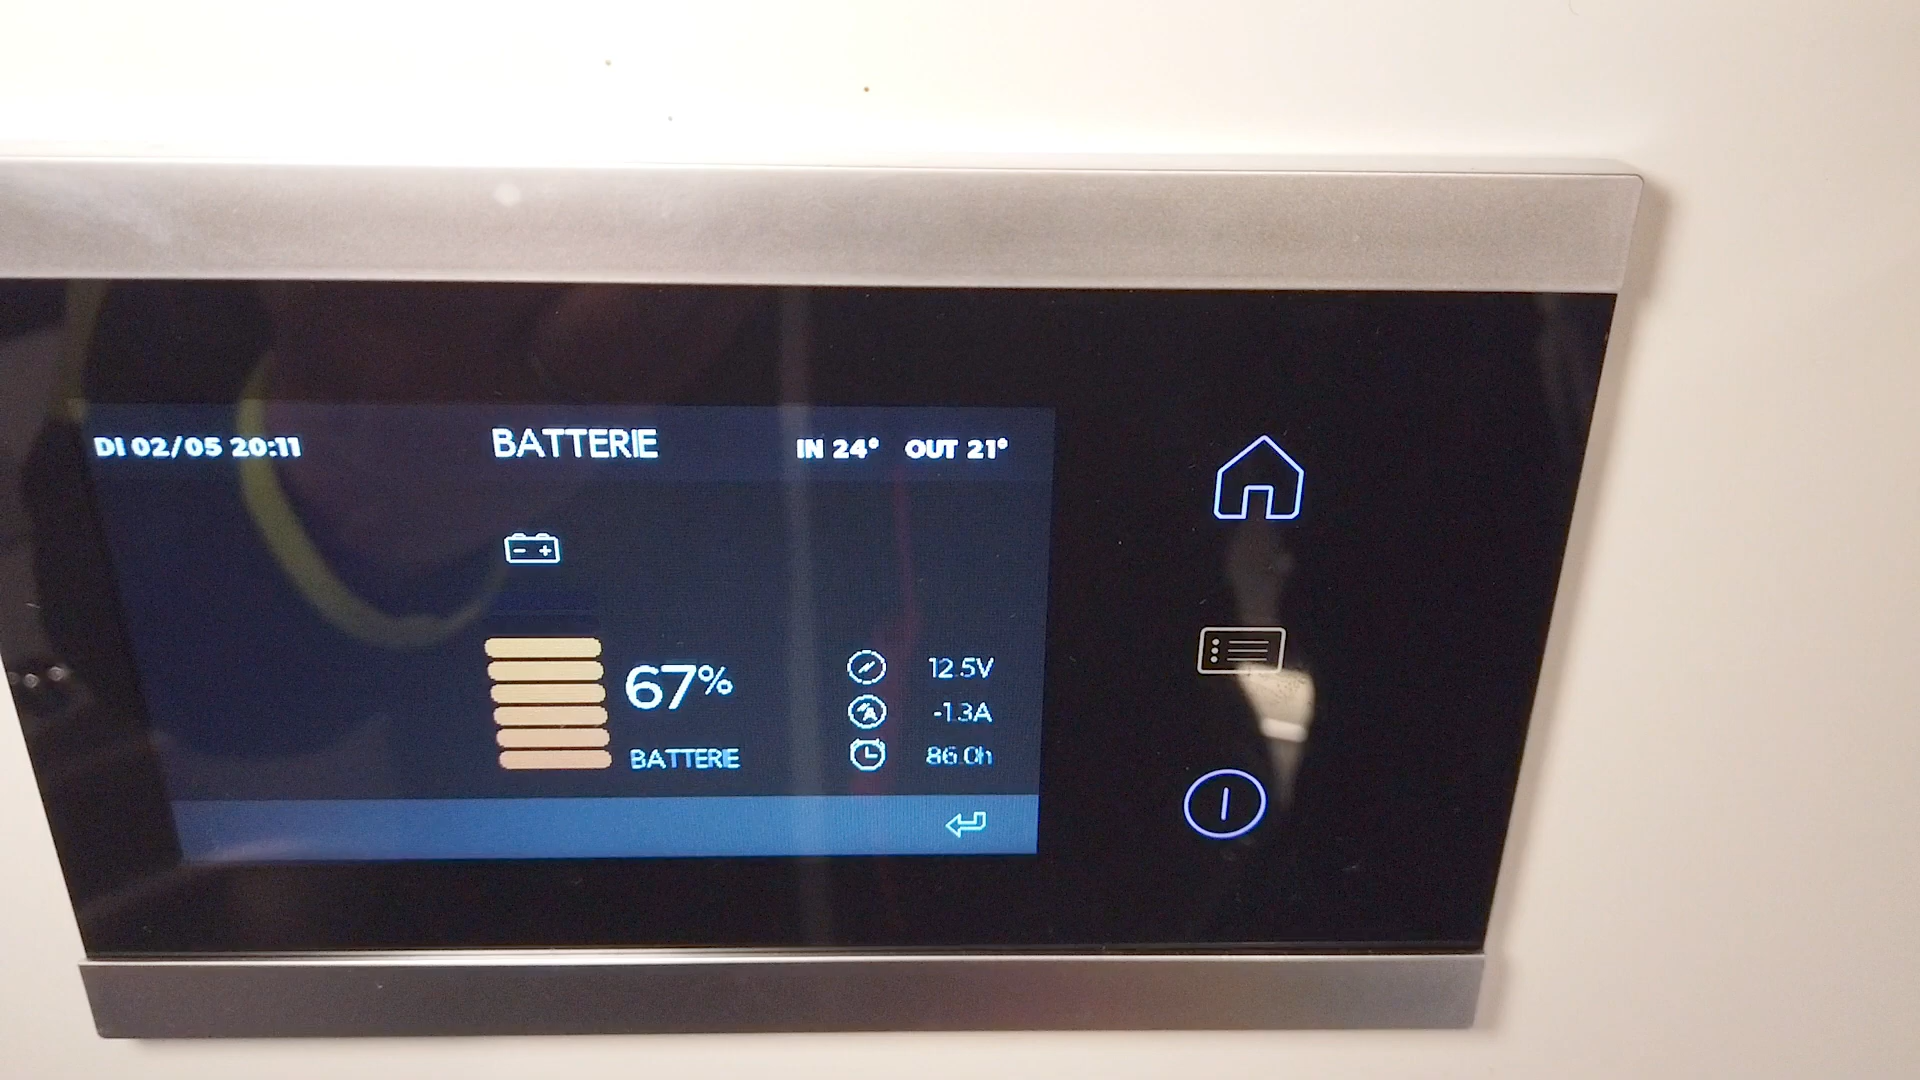 DI 02/05 20:11 BATTERIE IN 24° OUT 21°
67%
BATTERIE
12.5V
-1.3A
86.0h